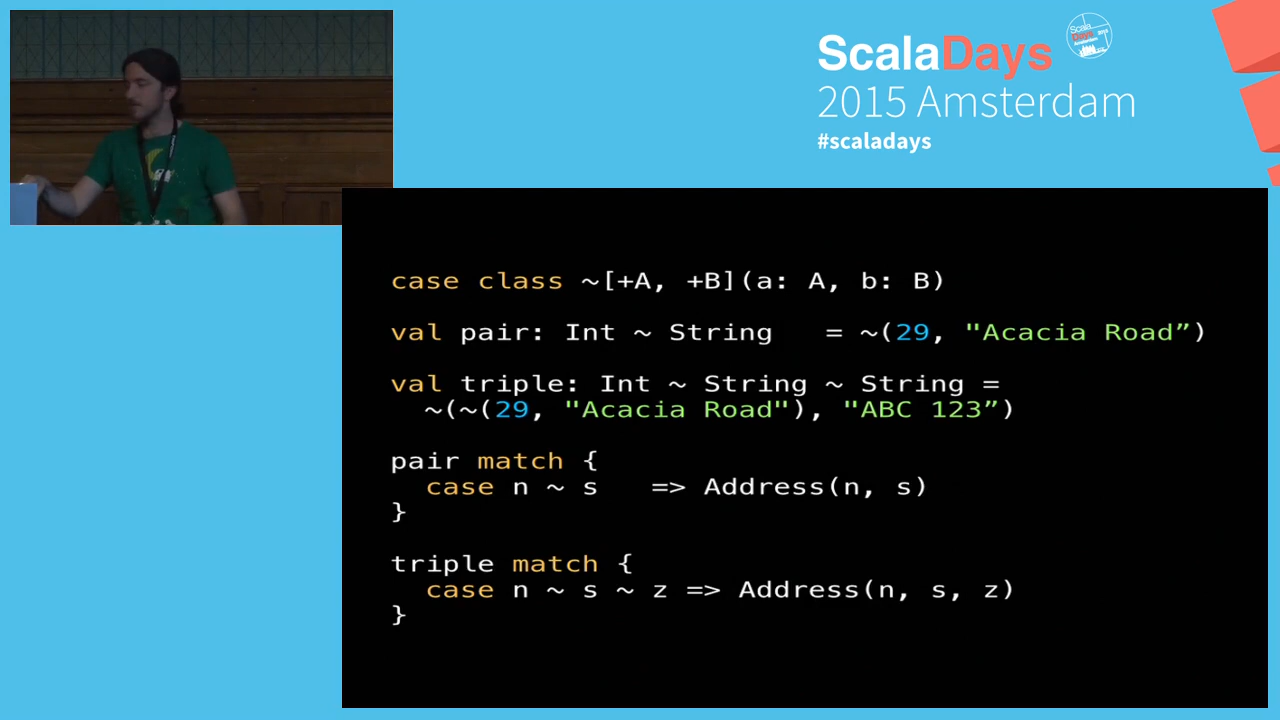 ScalaDays
2015 Amsterdam
#scaladays
case class ~[+A, +B](a: A, b: B)
val pair: Int ~ String   = ~(29, "Acacia Road”)
val triple: Int ~ String ~ String =
  ~(~(29, "Acacia Road"), "ABC 123”)
pair match {
  case n ~ s   => Address(n, s)
}
triple match {
  case n ~ s ~ z => Address(n, s, z)
}